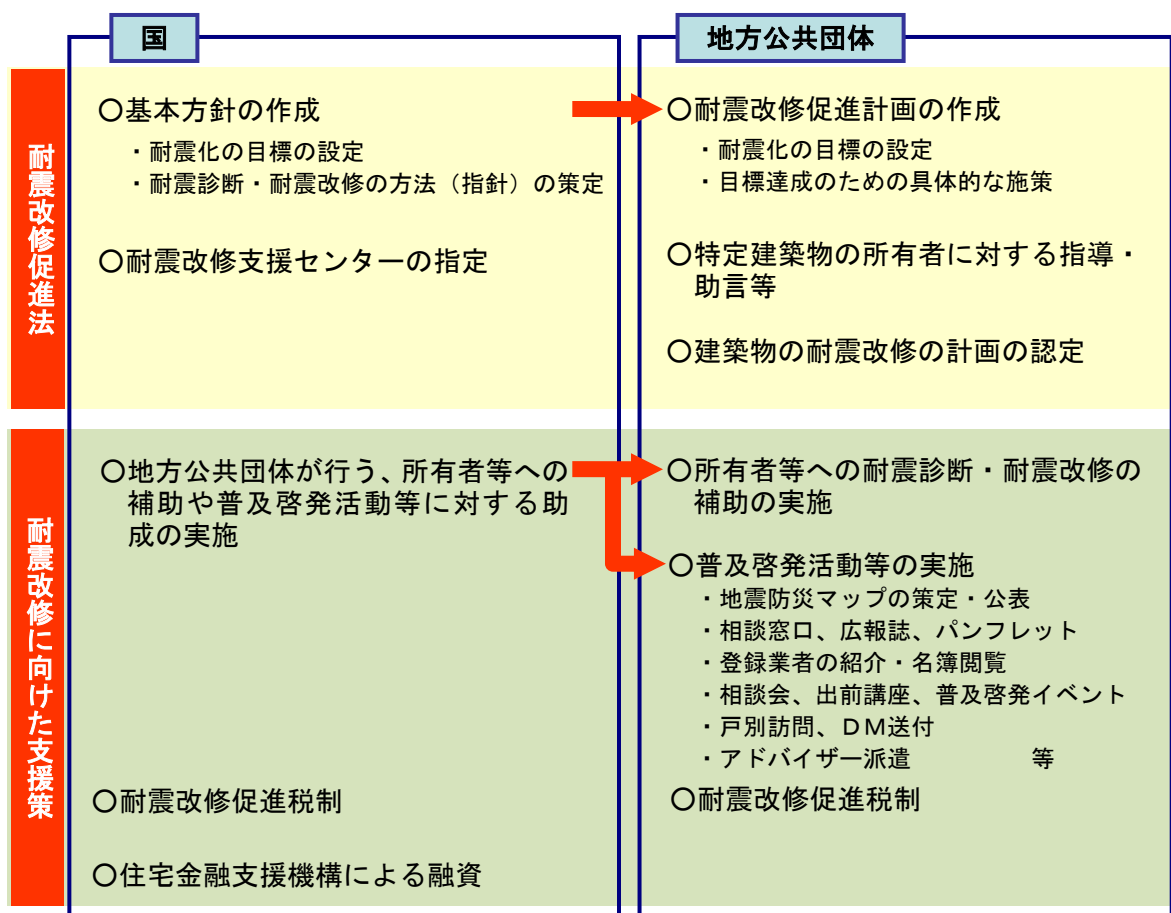 国
地方公共団体
耐震改修促進法
〇基本方針の作成
・耐震化の目標の設定
・耐震診断・耐震改修の方法（指針）の策定
〇耐震改修支援センターの指定
〇耐震改修促進計画の作成
・耐震化の目標の設定
・目標達成のための具体的な施策
〇特定建築物の所有者に対する指導・
助言等
〇建築物の耐震改修の計画の認定
耐震改修に向けた支援策
〇地方公共団体が行う、所有者等への
補助や普及啓発活動等に対する助
成の実施
〇耐震改修促進税制
〇住宅金融支援機構による融資
〇所有者等への耐震診断・耐震改修の
補助の実施
〇普及啓発活動等の実施
・地震防災マップの策定・公表
・相談窓口、広報誌、パンフレット
・登録業者の紹介・名簿閲覧
・相談会、出前講座、普及啓発イベント
・戸別訪問、ＤＭ送付
・アドバイザー派遣　　　　　等
〇耐震改修促進税制